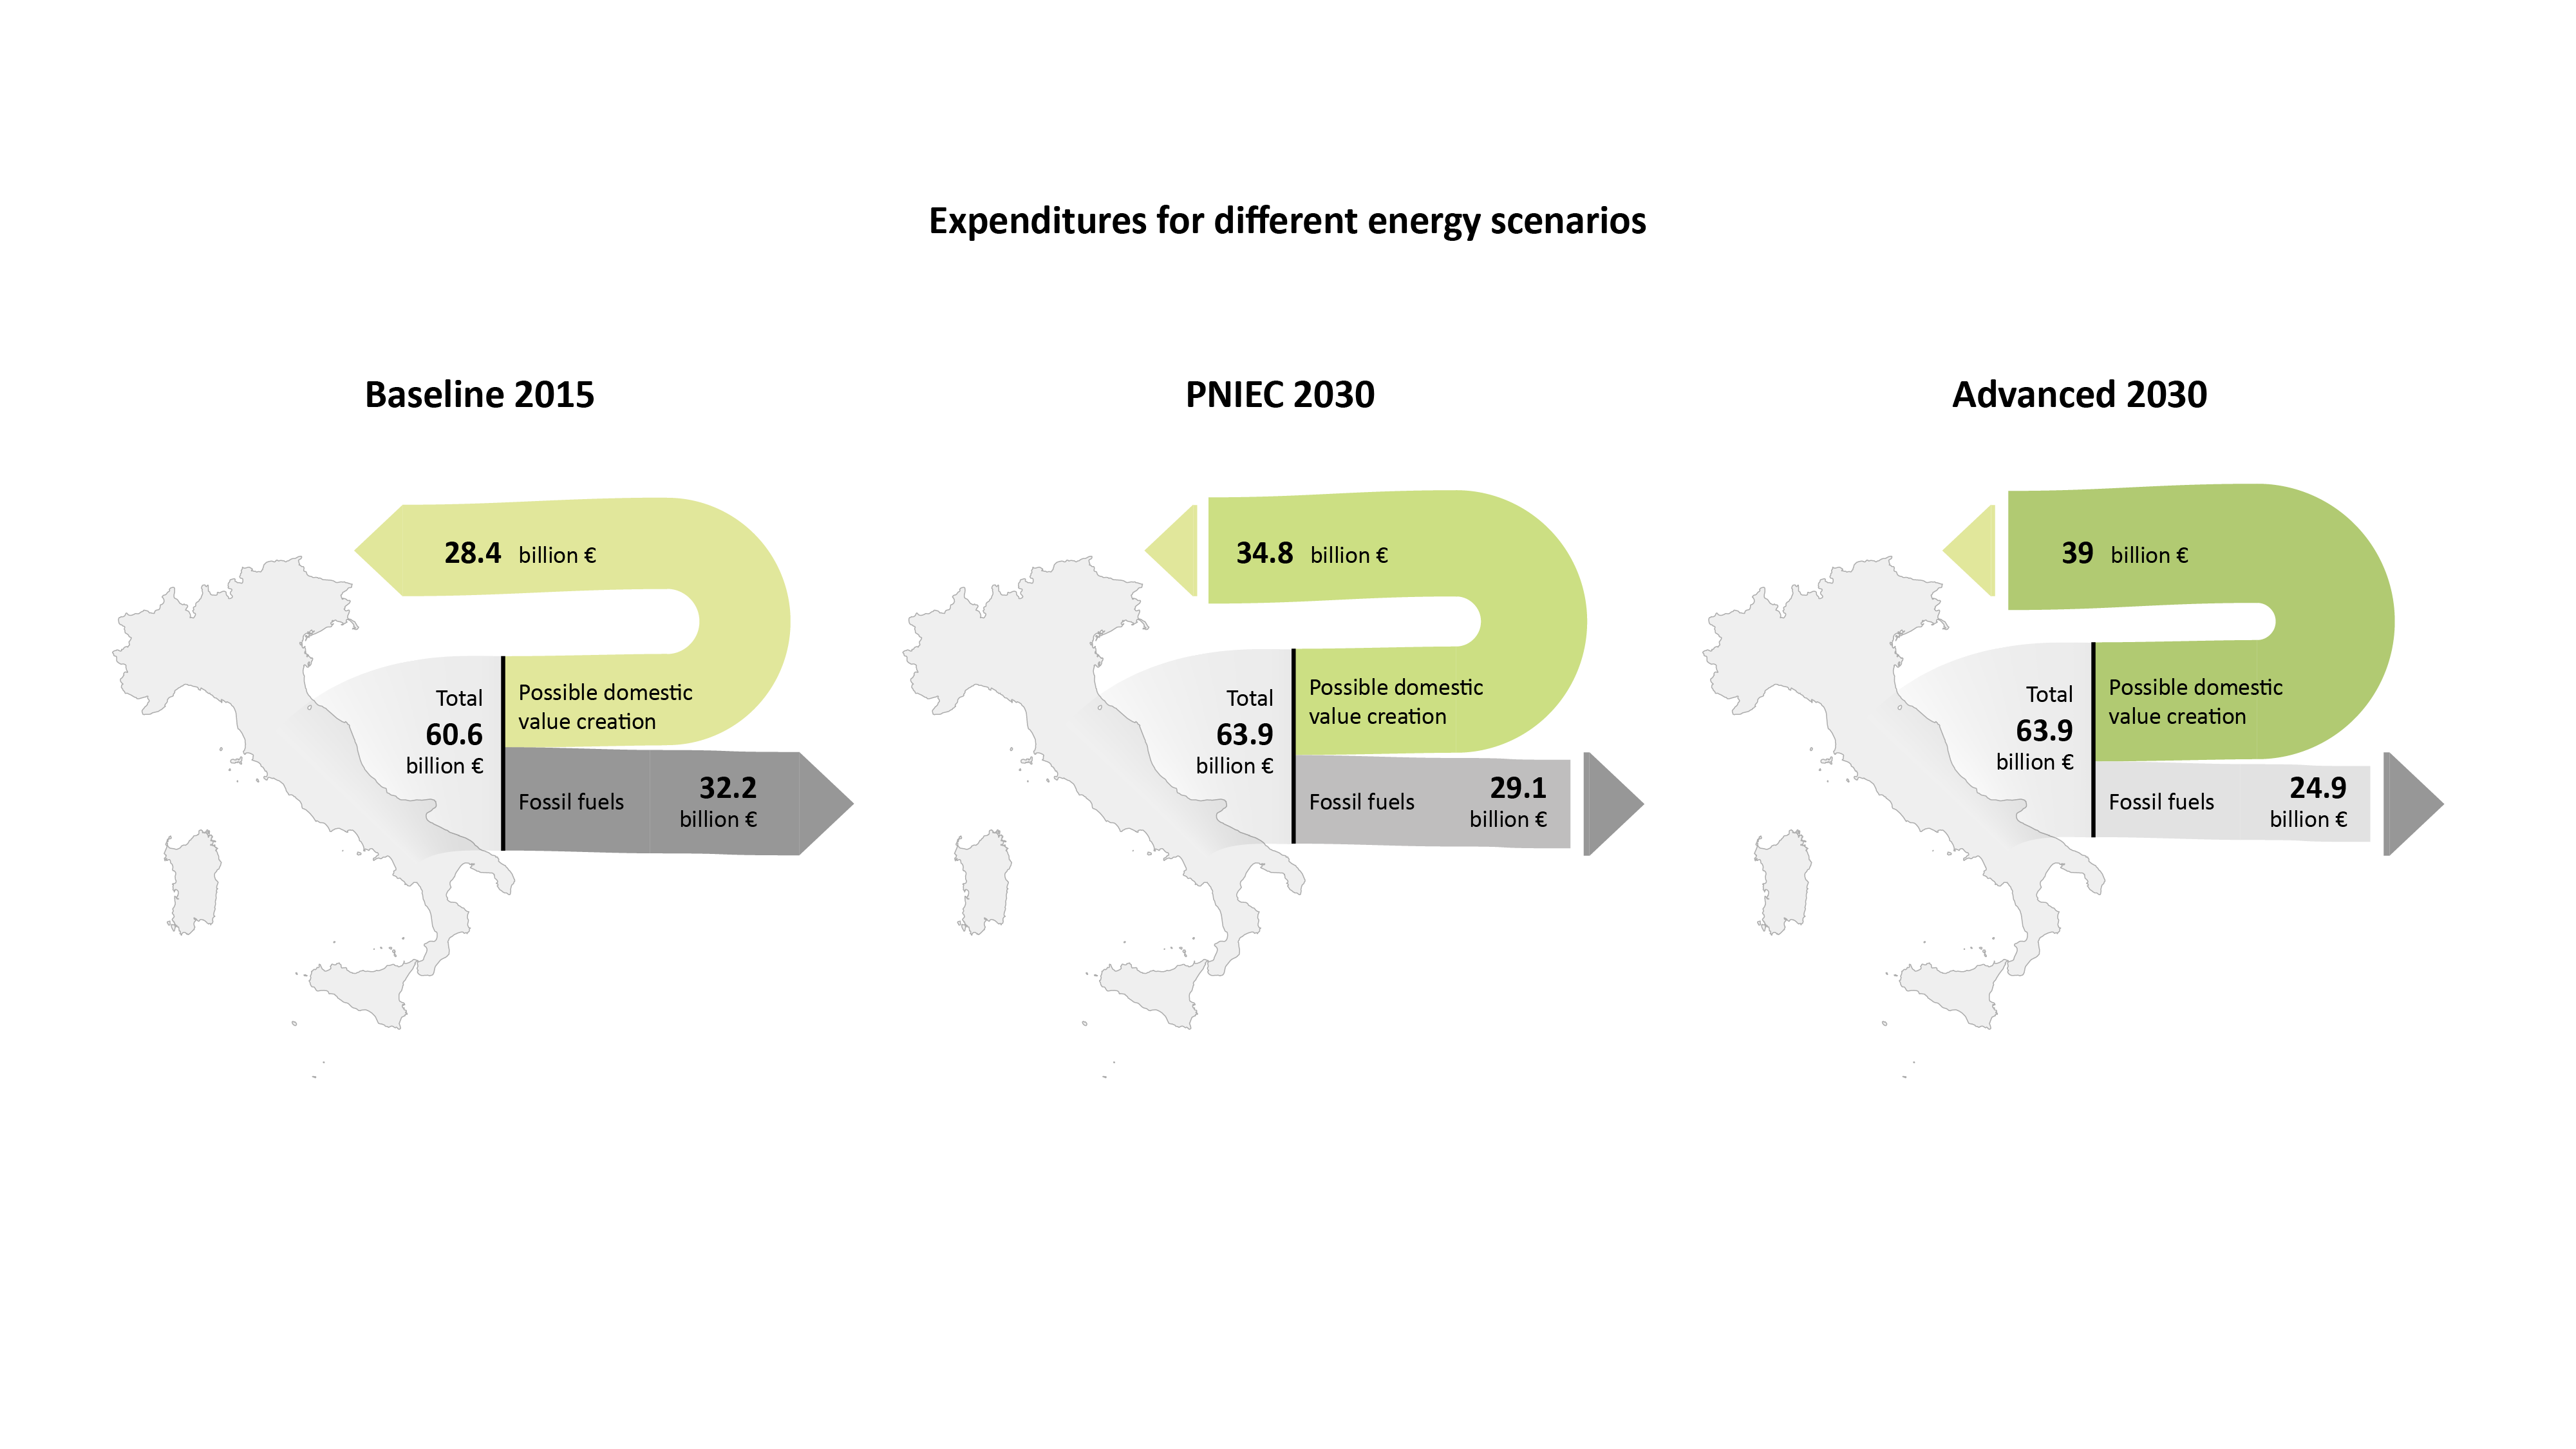 Expenditures for different energy scenarios
Baseline 2015
28.4 billion €
Total
60.6
billion €
Possible domestic
value creation
Fossil fuels
32.2
billion €
PNIEC 2030
34.8 billion €
Total
63.9
billion €
Possible domestic
value creation
Fossil fuels
29.1
billion €
Advanced 2030
39 billion €
Total
63.9
billion €
Possible domestic
value creation
Fossil fuels
24.9
billion €